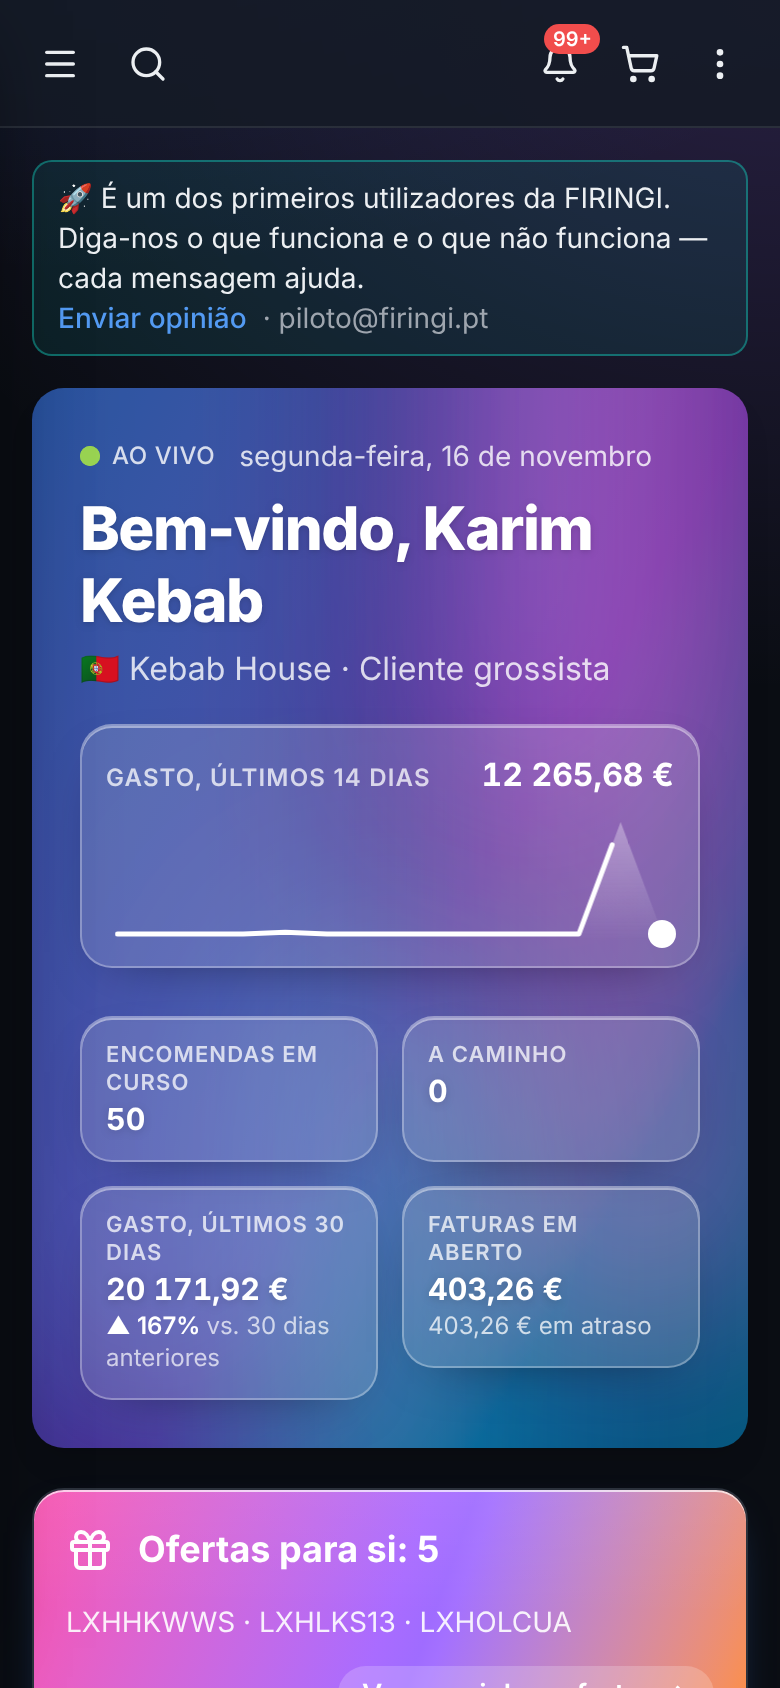 99+
🚀 É um dos primeiros utilizadores da FIRINGI.
Diga-nos o que funciona e o que não funciona —
cada mensagem ajuda.
Enviar opinião · piloto@firingi.pt
AO VIVO segunda-feira, 16 de novembro
Bem-vindo, Karim
Kebab
🇵🇹 Kebab House · Cliente grossista
GASTO, ÚLTIMOS 14 DIAS 12 265,68 €
ENCOMENDAS EM
CURSO
50
A CAMINHO
0
GASTO, ÚLTIMOS 30
DIAS
20 171,92 €
▲ 167% vs. 30 dias
anteriores
FATURAS EM
ABERTO
403,26 €
403,26 € em atraso
Ofertas para si: 5
LXHHKWWS · LXHLKS13 · LXHOLCUA